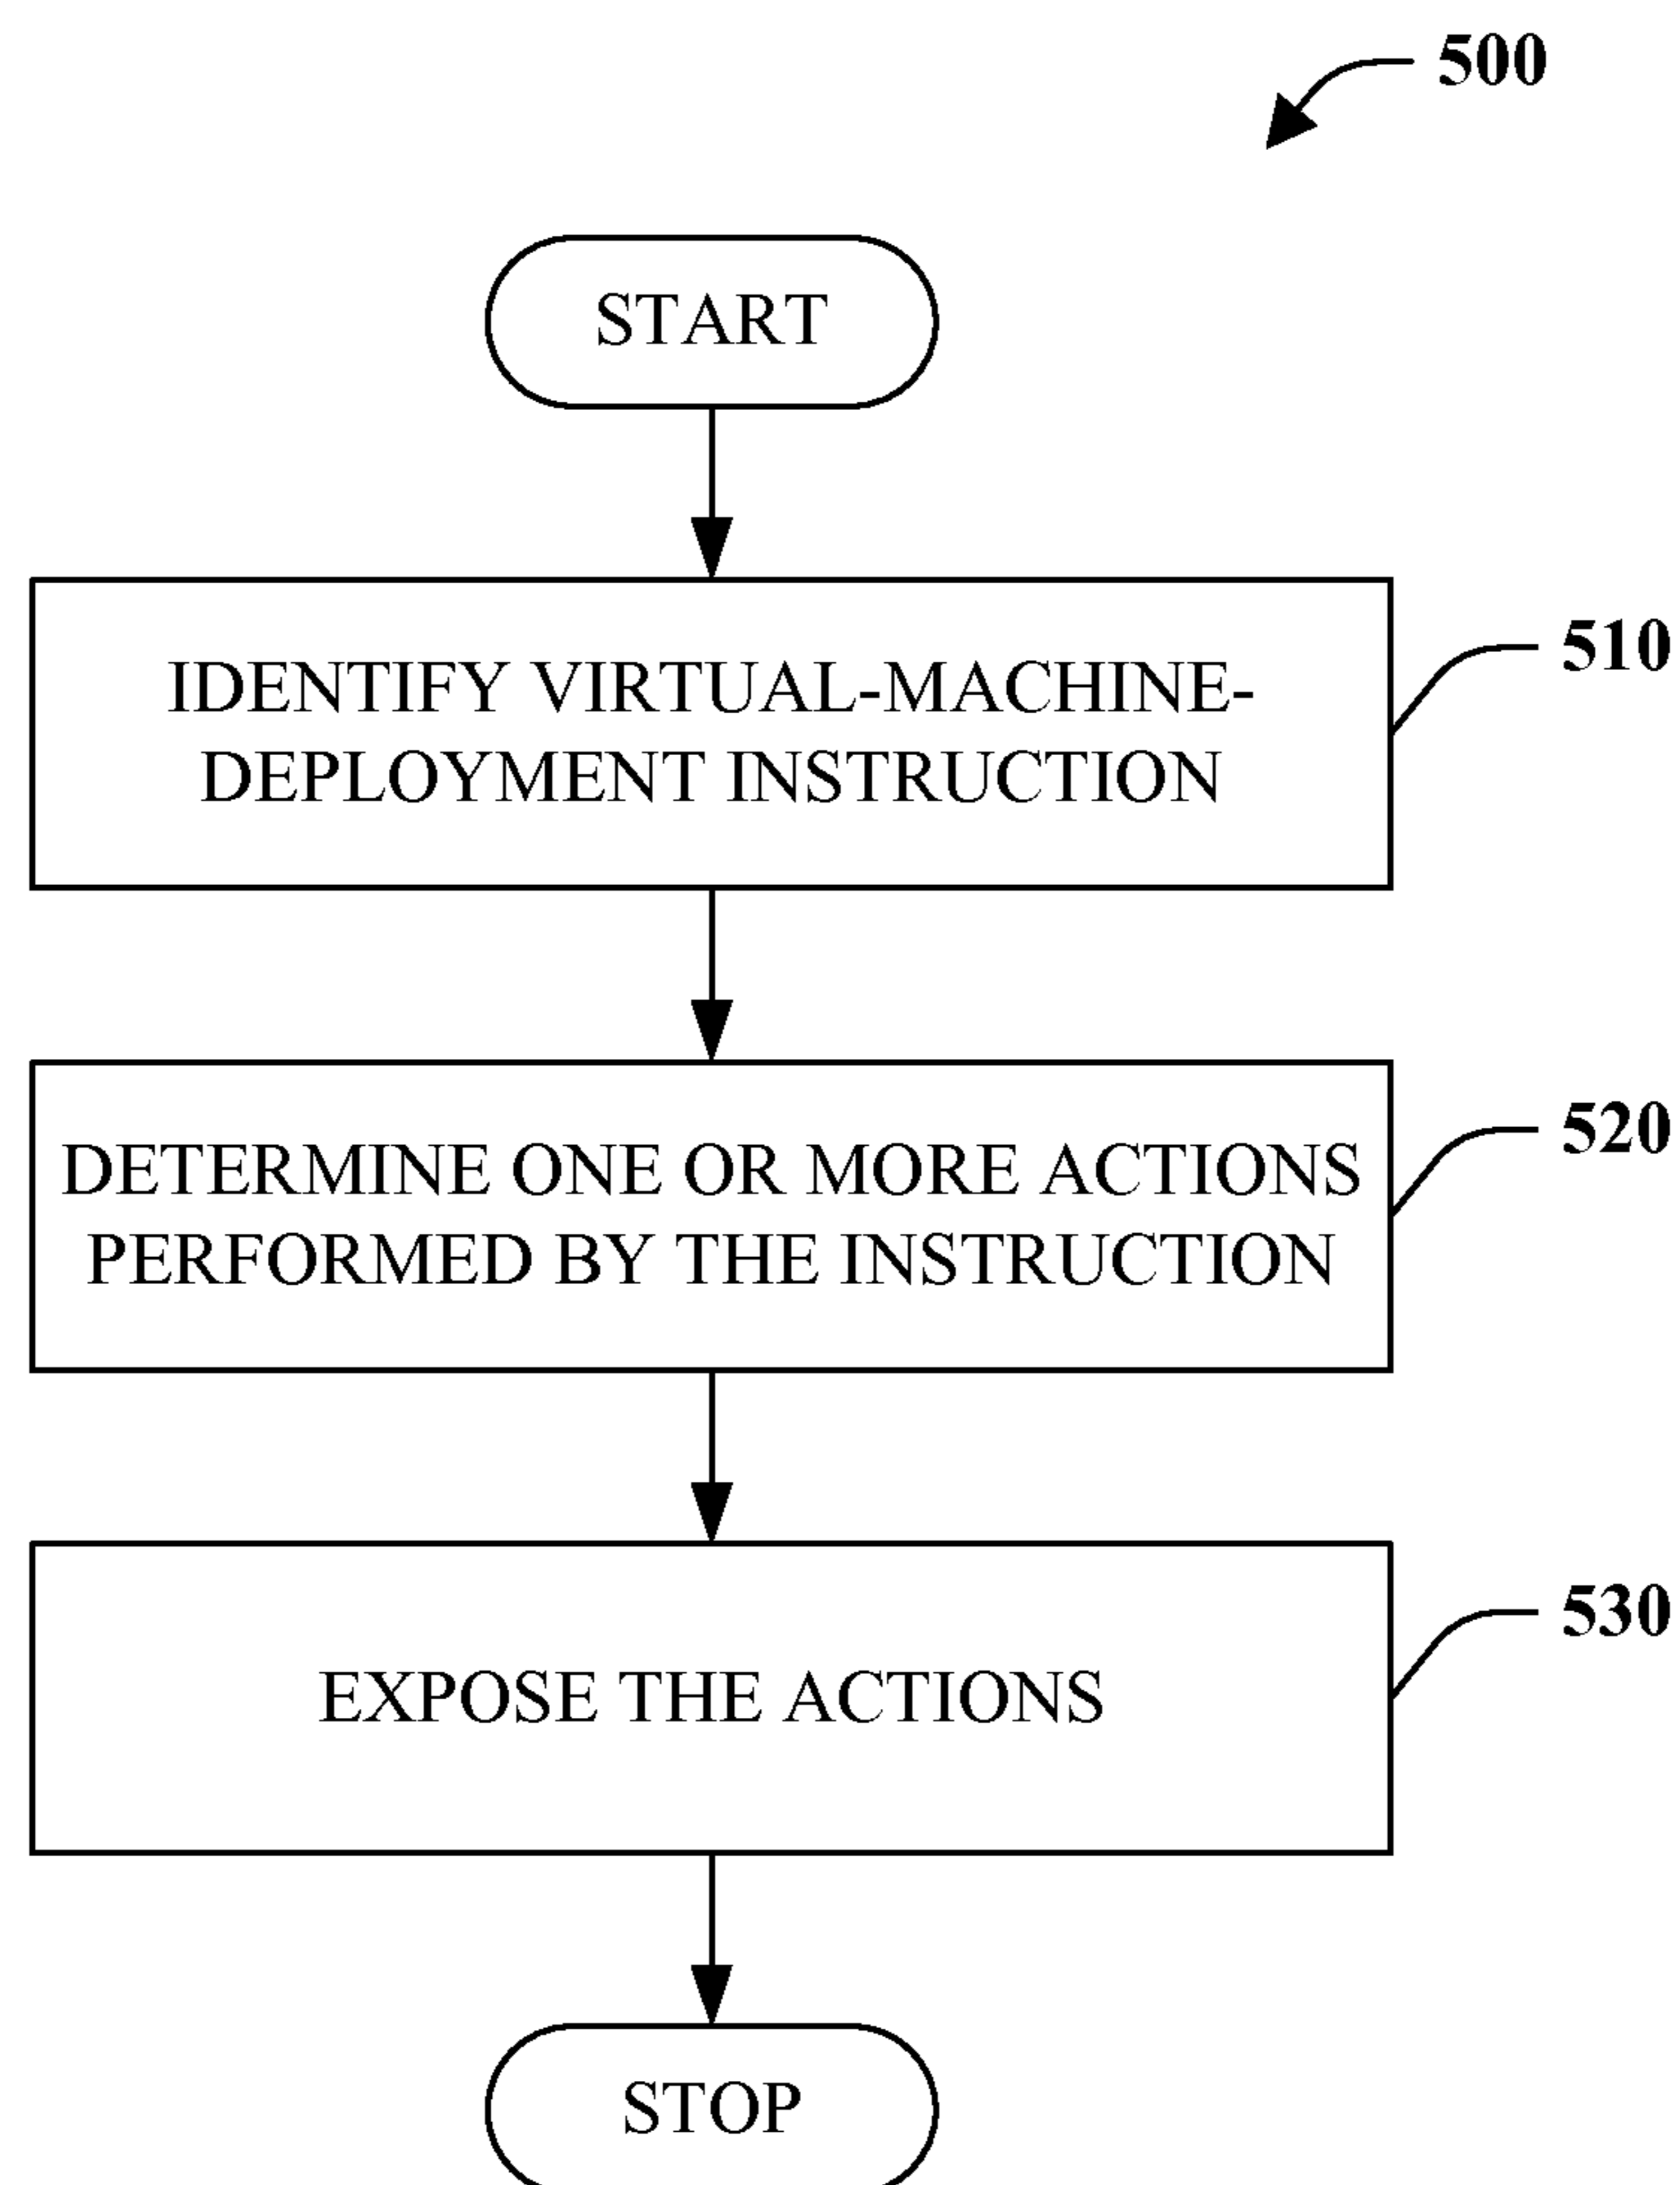 500
START
IDENTIFY VIRTUAL-MACHINE-
DEPLOYMENT INSTRUCTION
510
DETERMINE ONE OR MORE ACTIONS
PERFORMED BY THE INSTRUCTION
520
EXPOSE THE ACTIONS
530
STOP